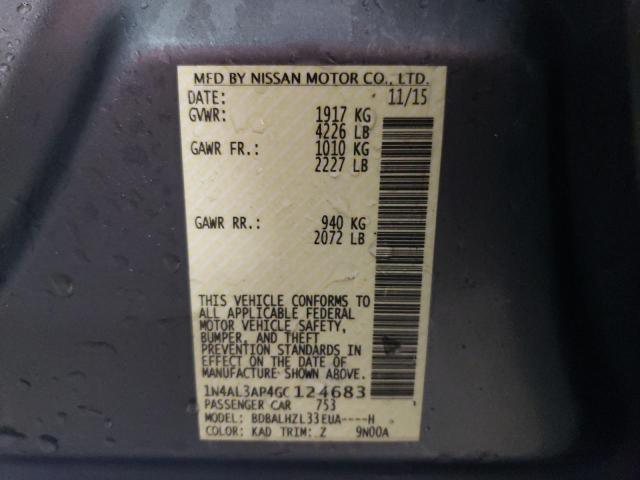 MFD BY NISSAN MOTOR CO., LTD.
DATE: 11/15
GVWR: 1917 KG
4226 LB
GAWR FR.: 1010 KG
2227 LB
GAWR RR.: 940 KG
2072 LB
THIS VEHICLE CONFORMS TO
ALL APPLICABLE FEDERAL
MOTOR VEHICLE SAFETY,
BUMPER, AND THEFT
PREVENTION STANDARDS IN
EFFECT ON THE DATE OF
MANUFACTURE SHOWN ABOVE.
1N4AL3AP4GC124683
PASSENGER CAR 753
MODEL: BDBALHZL33EUA----H
COLOR: KAD TRIM: Z 9N00A